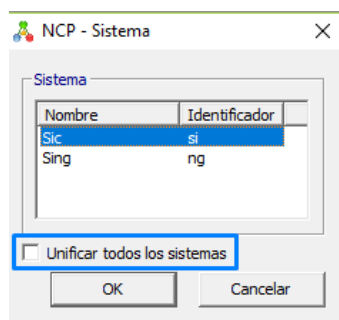 NCP - Sistema
Sistema
Nombre Identificador
Sic si
Sing ng
Unificar todos los sistemas
OK Cancelar